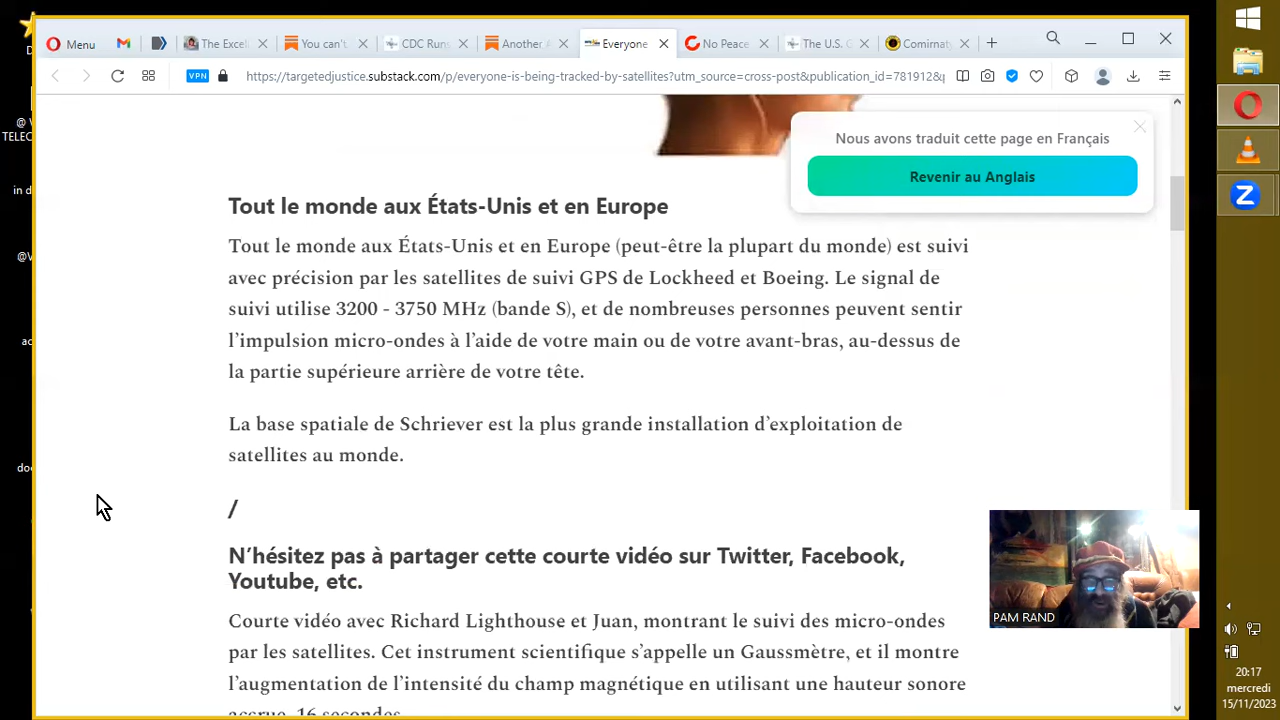 Menu
The Excell
You can't.
CDC Runs
Another A
Everyone
No Peace
The U.S. C
Comirnaty
VPN
https://targetedjustice.substack.com/p/everyone-is-being-tracked-by-satellites?utm_source=cross-post&publication_id=781912&
Nous avons traduit cette page en Français
Revenir au Anglais
Tout le monde aux États-Unis et en Europe
Tout le monde aux États-Unis et en Europe (peut-être la plupart du monde) est suivi
avec précision par les satellites de suivi GPS de Lockheed et Boeing. Le signal de
suivi utilise 3200 - 3750 MHz (bande S), et de nombreuses personnes peuvent sentir
l'impulsion micro-ondes à l'aide de votre main ou de votre avant-bras, au-dessus de
la partie supérieure arrière de votre tête.
La base spatiale de Schriever est la plus grande installation d'exploitation de
satellites au monde.
/
N'hésitez pas à partager cette courte vidéo sur Twitter, Facebook,
Youtube, etc.
Courte vidéo avec Richard Lighthouse et Juan, montrant le suivi des micro-ondes
par les satellites. Cet instrument scientifique s'appelle un Gaussmètre, et il montre
l'augmentation de l'intensité du champ magnétique en utilisant une hauteur sonore
accrue. 16 secondes.
PAM RAND
20:17
mercredi
15/11/2023
@ W
TELEC
in d
@W
ac
doc